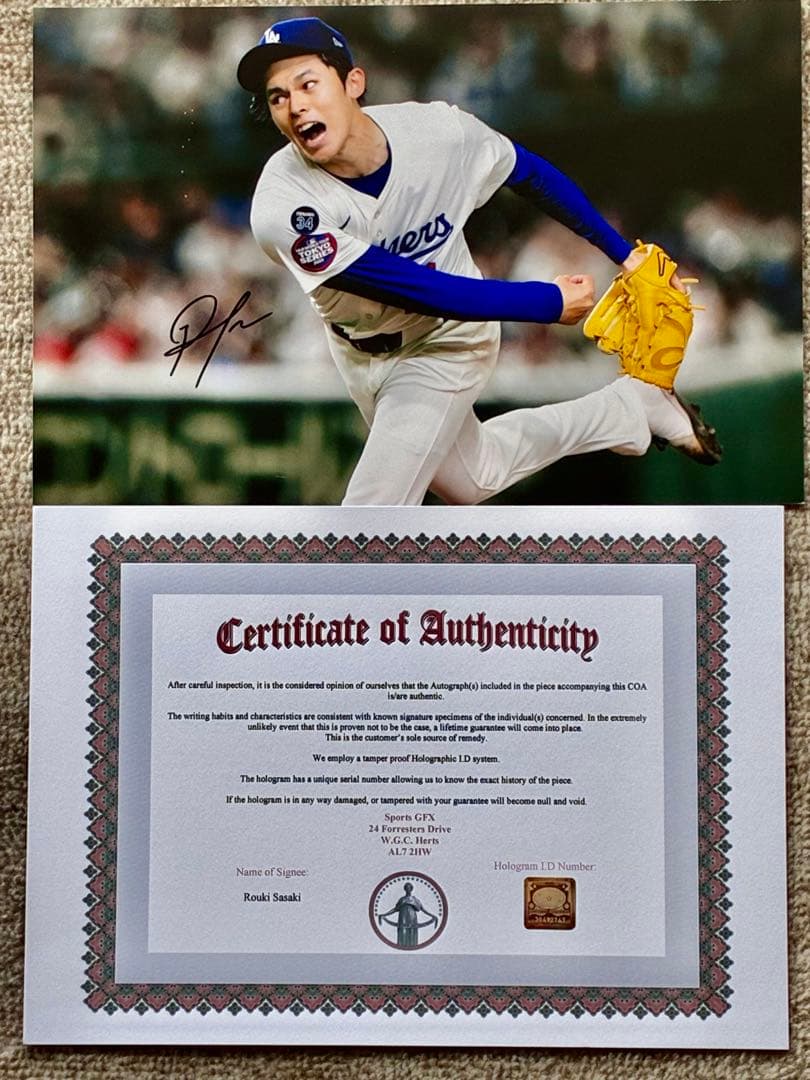 LA
34
TOKYO
SERIES
Certificate of Authenticity
After careful inspection, it is the considered opinion of ourselves that the Autograph(s) included in the piece accompanying this COA
is/are authentic.
The writing habits and characteristics are consistent with known signature specimens of the individual(s) concerned. In the extremely
unlikely event that this is proven not to be the case, a lifetime guarantee will come into place.
This is the customer's sole source of remedy.
We employ a tamper proof Holographic I.D system.
The hologram has a unique serial number allowing us to know the exact history of the piece.
If the hologram is in any way damaged, or tampered with your guarantee will become null and void.
Sports GFX
24 Forresters Drive
W.G.C. Herts
AL7 2HW
Name of Signee:
Hologram I.D Number:
Rouki Sasaki